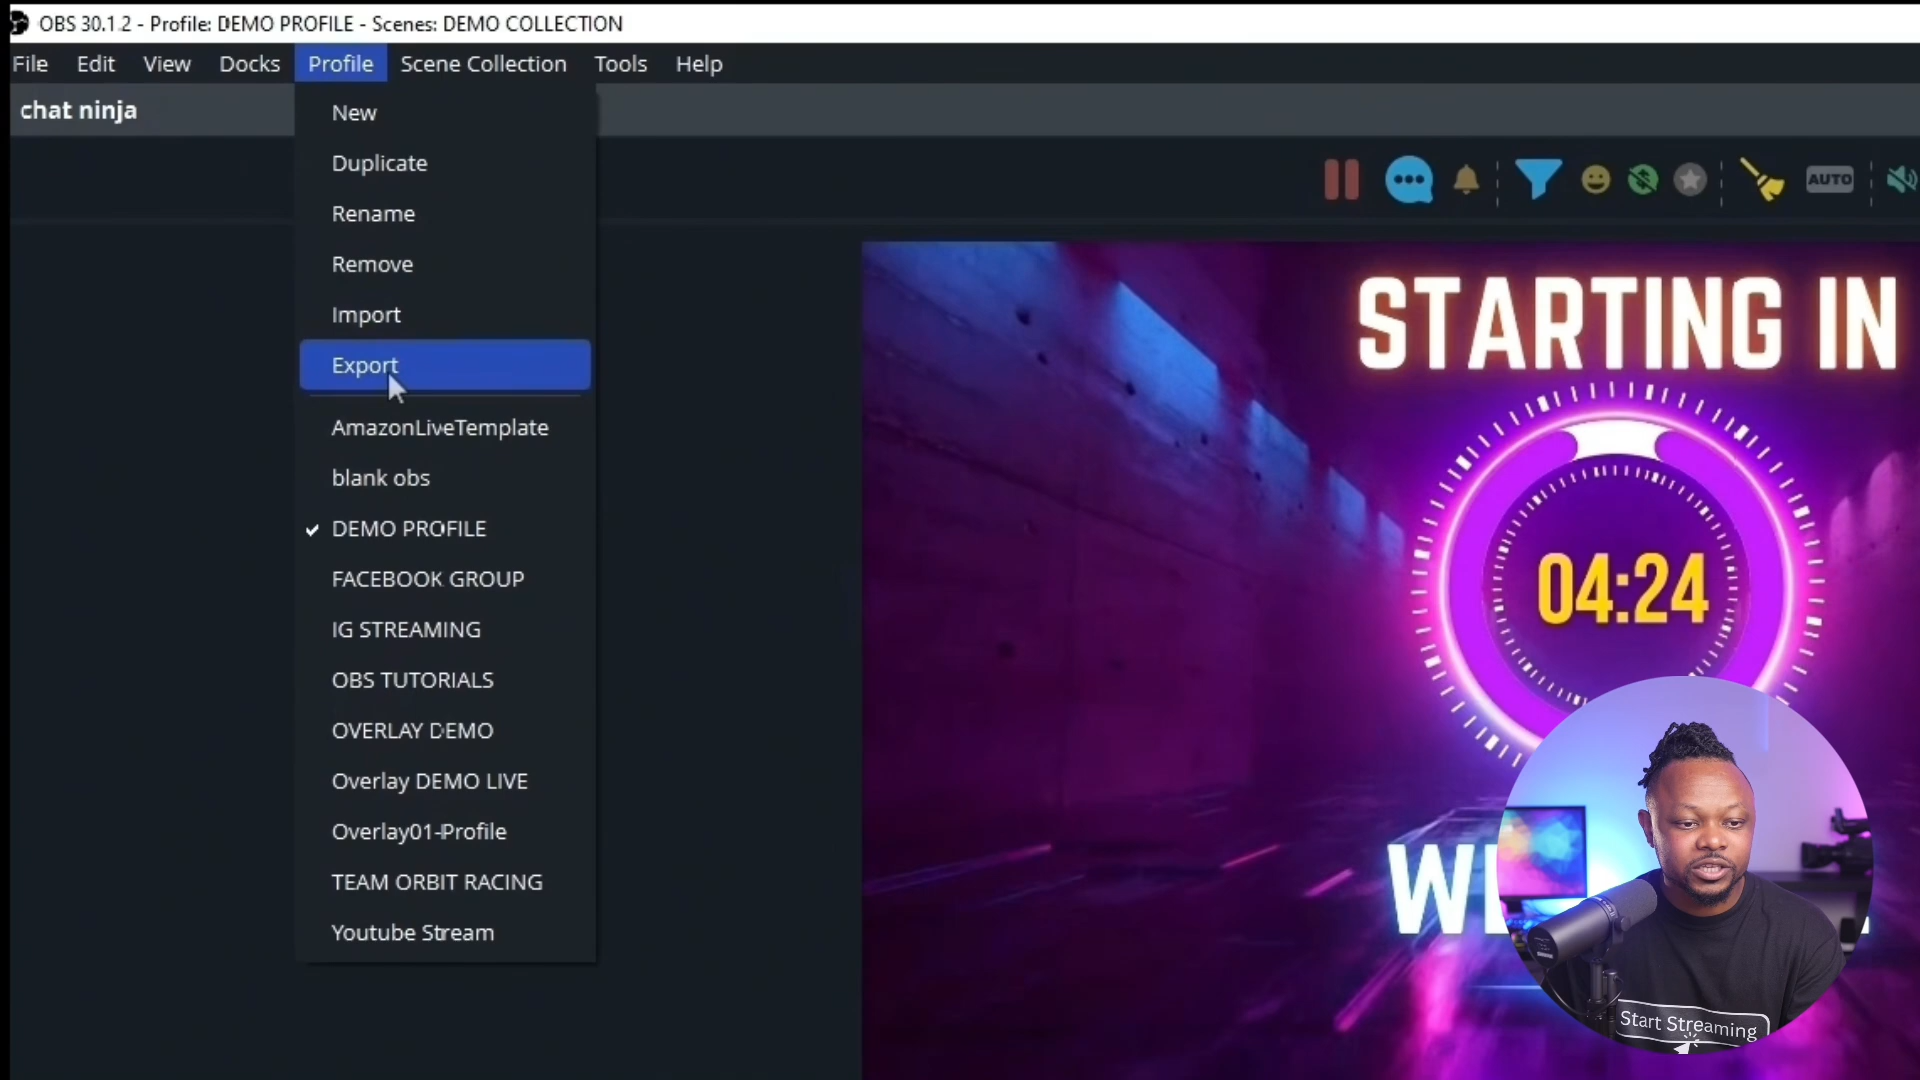 OBS 30.1.2 - Profile: DEMO PROFILE - Scenes: DEMO COLLECTION
File Edit View Docks Profile Scene Collection Tools Help
chat ninja
New
Duplicate
Rename
Remove
Import
Export
AmazonLiveTemplate
blank obs
DEMO PROFILE
FACEBOOK GROUP
IG STREAMING
OBS TUTORIALS
OVERLAY DEMO
Overlay DEMO LIVE
Overlay01-Profile
TEAM ORBIT RACING
Youtube Stream
AUTO
STARTING IN
04:24
Start Streaming